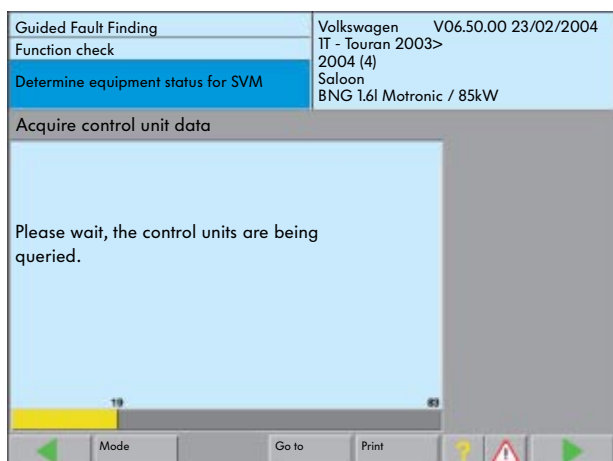 Guided Fault Finding
Function check
Determine equipment status for SVM
Volkswagen V06.50.00 23/02/2004
1T - Touran 2003>
2004 (4)
Saloon
BNG 1.6l Motronic / 85kW
Acquire control unit data
Please wait, the control units are being
queried.
19 83
Mode Go to Print ?